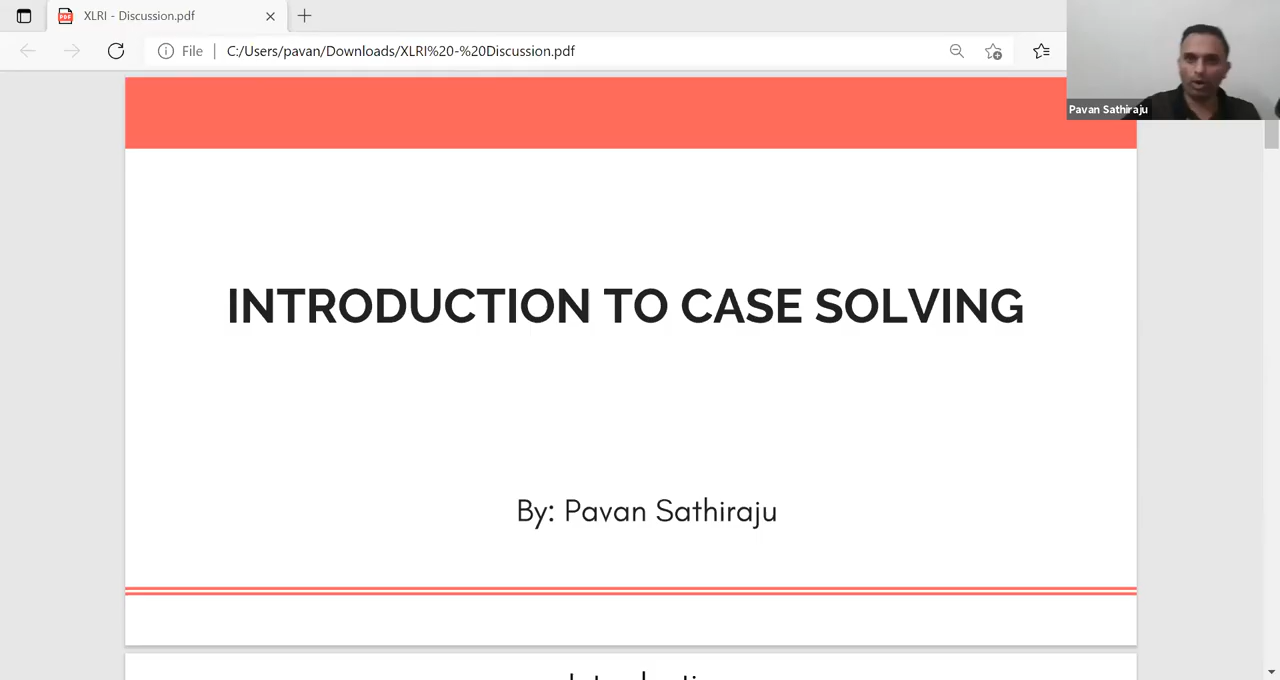 XLRI - Discussion.pdf
File
C:/Users/pavan/Downloads/XLRI%20-%20Discussion.pdf
Pavan Sathiraju
INTRODUCTION TO CASE SOLVING
By: Pavan Sathiraju